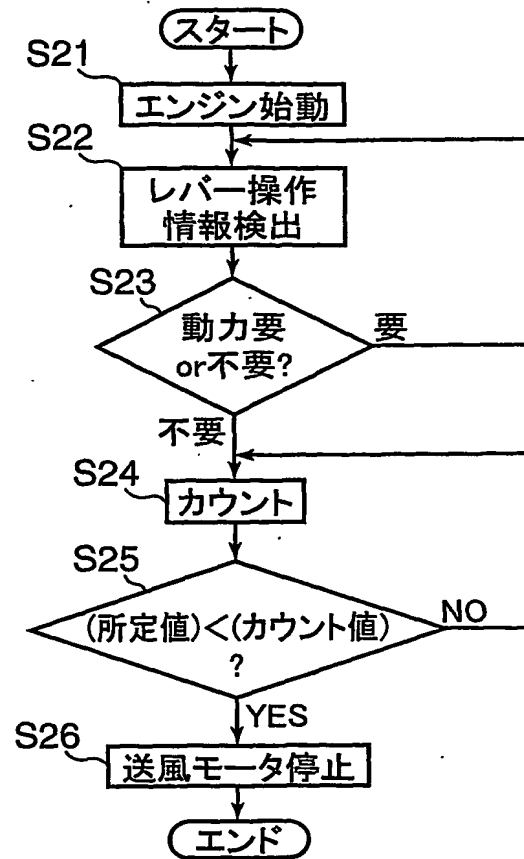 スタート
S21
エンジン始動
S22
レバー操作
情報検出
S23
動力要
or不要?
要
不要
S24
カウント
S25
(所定値)<(カウント値)
?
NO
YES
S26
送風モータ停止
エンド